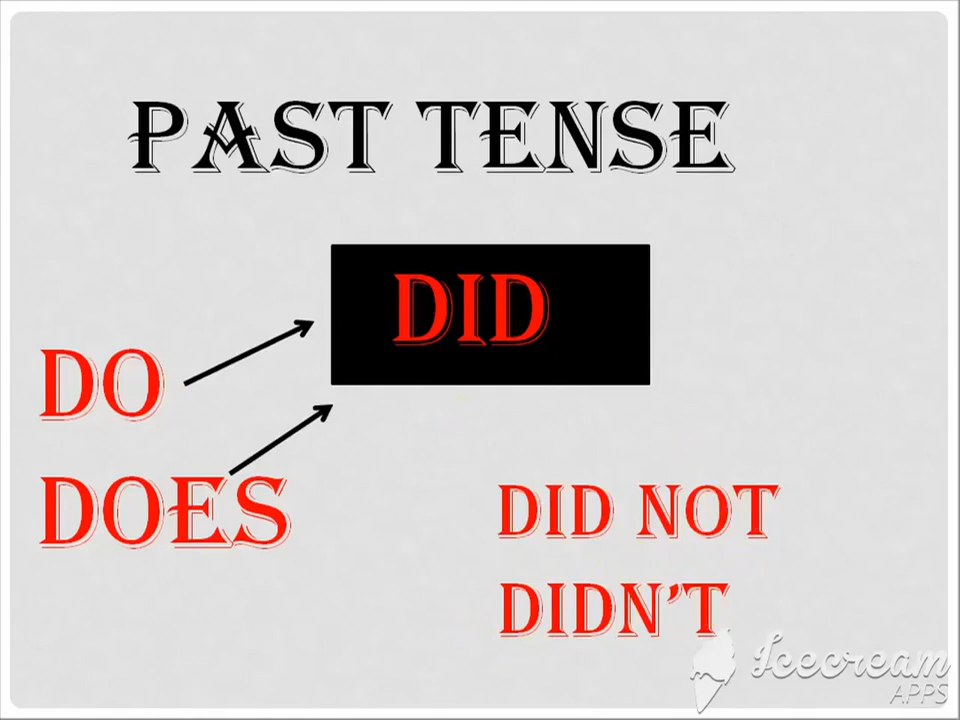 PAST TENSE
DID
DO
DOES
DID NOT
DIDN'T
Icecream
APPS